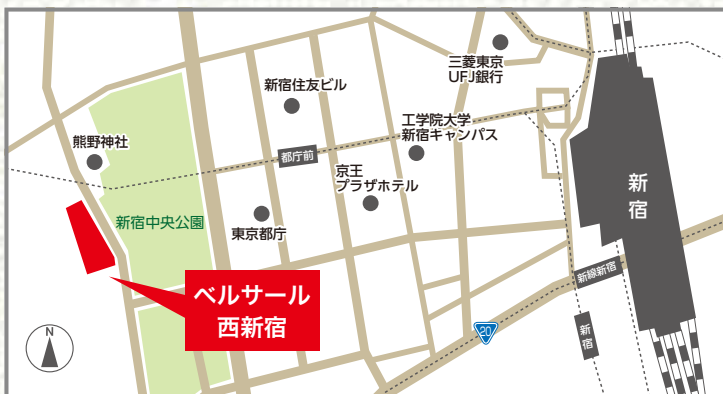 三菱東京
UFJ銀行
新宿住友ビル
工学院大学
新宿キャンパス
熊野神社
都庁前
京王
プラザホテル
新宿
新宿中央公園
東京都庁
新線新宿
ベルサール
西新宿
20
新宿
N